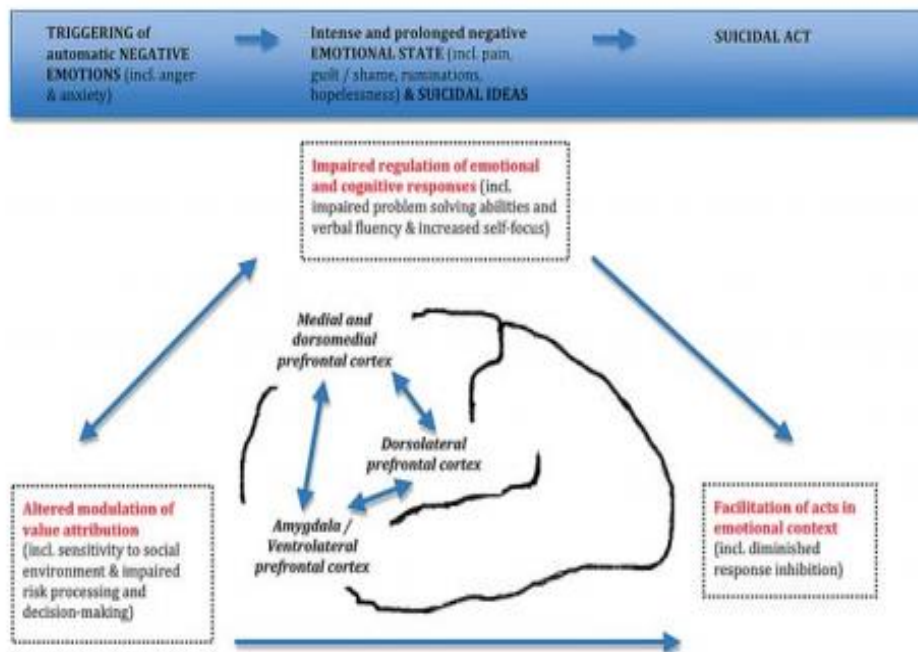 TRIGGERING of
automatic NEGATIVE
EMOTIONS (incl. anger
& anxiety)
Intense and prolonged negative
EMOTIONAL STATE (incl. pain,
guilt / shame, ruminations,
hopelessness) & SUICIDAL IDEAS
SUICIDAL ACT
Impaired regulation of emotional
and cognitive responses (incl.
impaired problem solving abilities and
verbal fluency & increased self-focus)
Medial and
dorsomedial
prefrontal cortex
Dorsolateral
prefrontal cortex
Amygdala /
Ventrolateral
prefrontal cortex
Altered modulation of
value attribution
(incl. sensitivity to social
environment & impaired
risk processing and
decision-making)
Facilitation of acts in
emotional context
(incl. diminished
response inhibition)